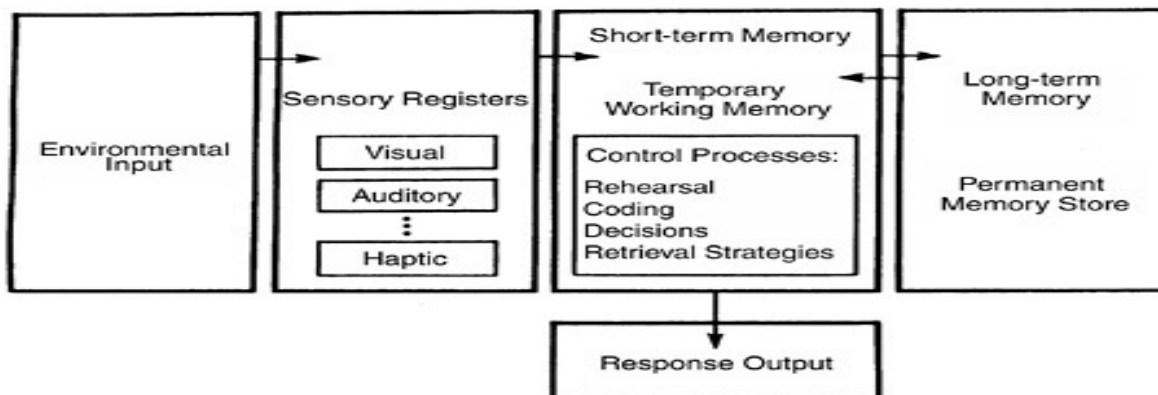 Environmental
Input
Sensory Registers
Visual
Auditory
Haptic
Short-term Memory
Temporary
Working Memory
Control Processes:
Rehearsal
Coding
Decisions
Retrieval Strategies
Long-term
Memory
Permanent
Memory Store
Response Output